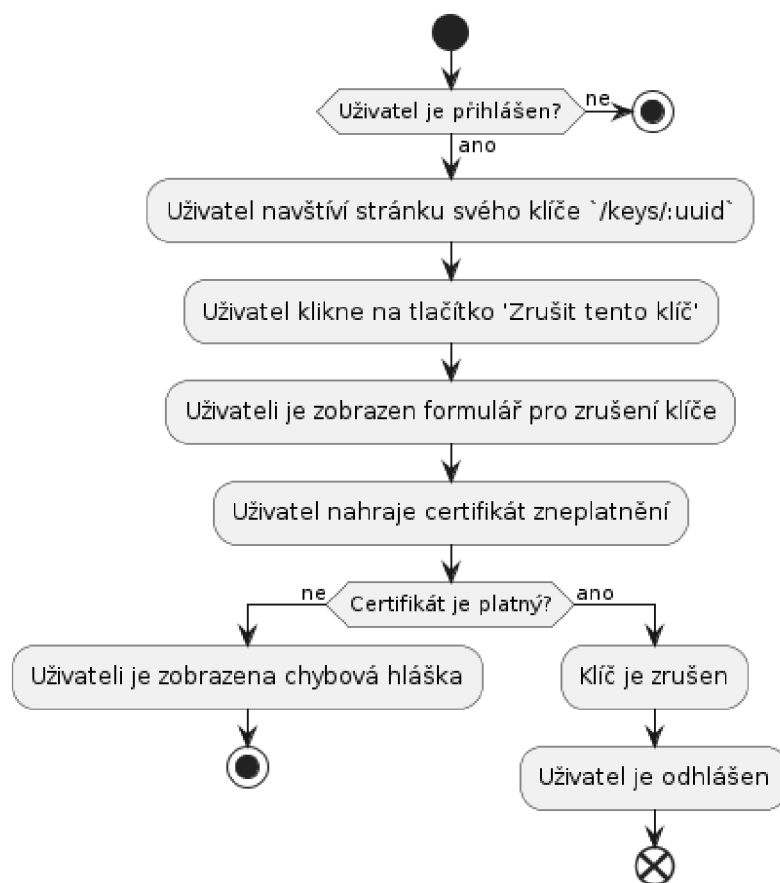 Uživatel je přihlášen?
ne
ano
Uživatel navštíví stránku svého klíče `/keys/:uuid`
Uživatel klikne na tlačítko 'Zrušit tento klíč'
Uživateli je zobrazen formulář pro zrušení klíče
Uživatel nahraje certifikát zneplatnění
ne
Certifikát je platný?
ano
Uživateli je zobrazena chybová hláška
Klíč je zrušen
Uživatel je odhlášen